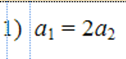 1) a₁ = 2a₂